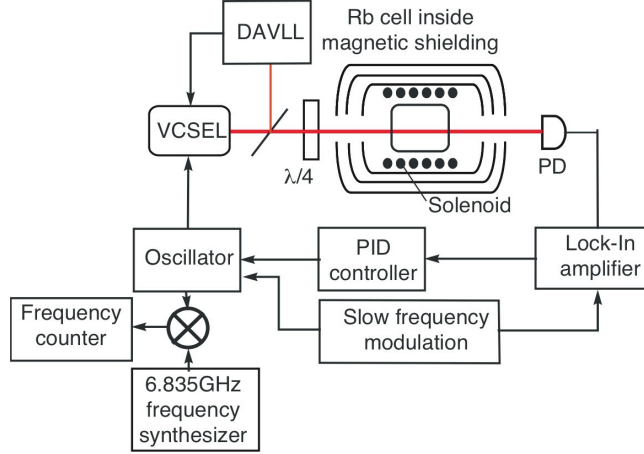 DAVLL
Rb cell inside
magnetic shielding
VCSEL
λ/4
PD
Solenoid
Oscillator
PID
controller
Lock-In
amplifier
Frequency
counter
Slow frequency
modulation
6.835GHz
frequency
synthesizer